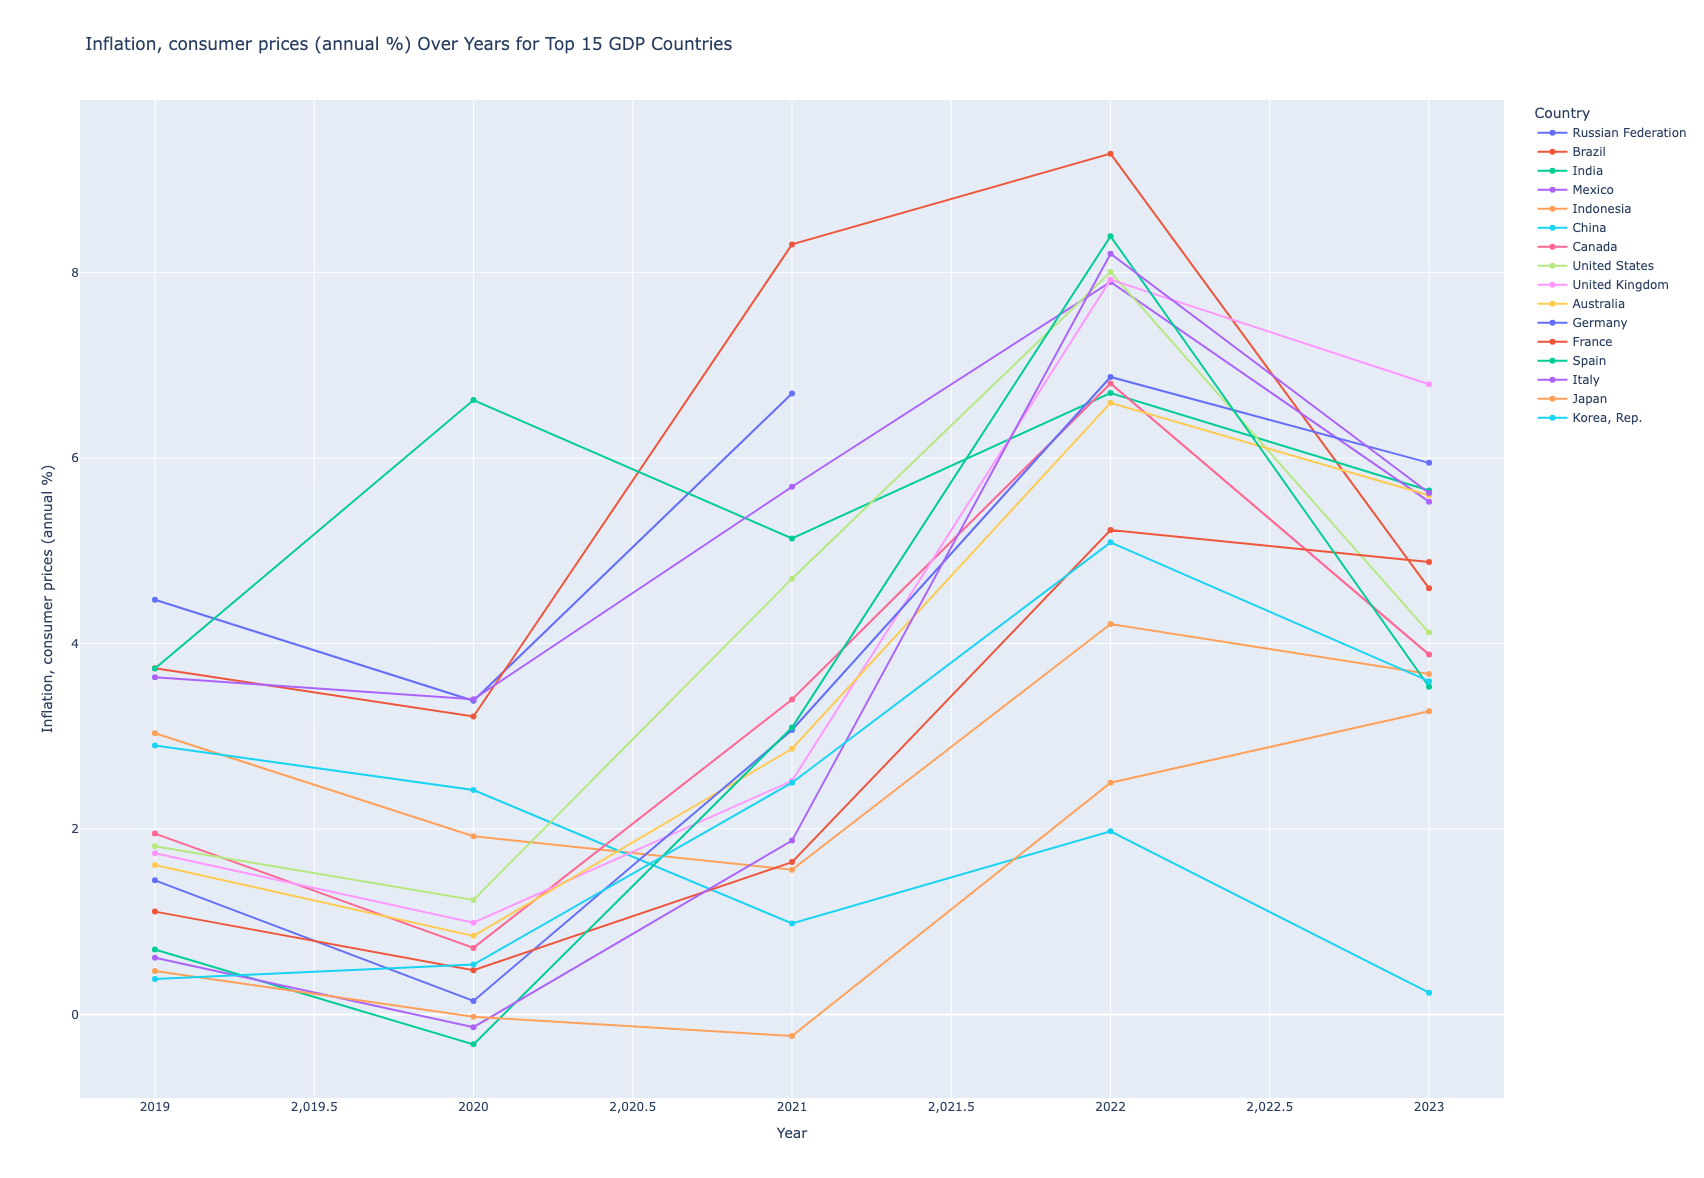 Inflation, consumer prices (annual %) Over Years for Top 15 GDP Countries
Country
Russian Federation
Brazil
India
Mexico
Indonesia
China
Canada
United States
United Kingdom
Australia
Germany
France
Spain
Italy
Japan
Korea, Rep.
Inflation, consumer prices (annual %)
8
6
4
2
0
2019
2,019.5
2020
2,020.5
2021
2,021.5
2022
2,022.5
2023
Year